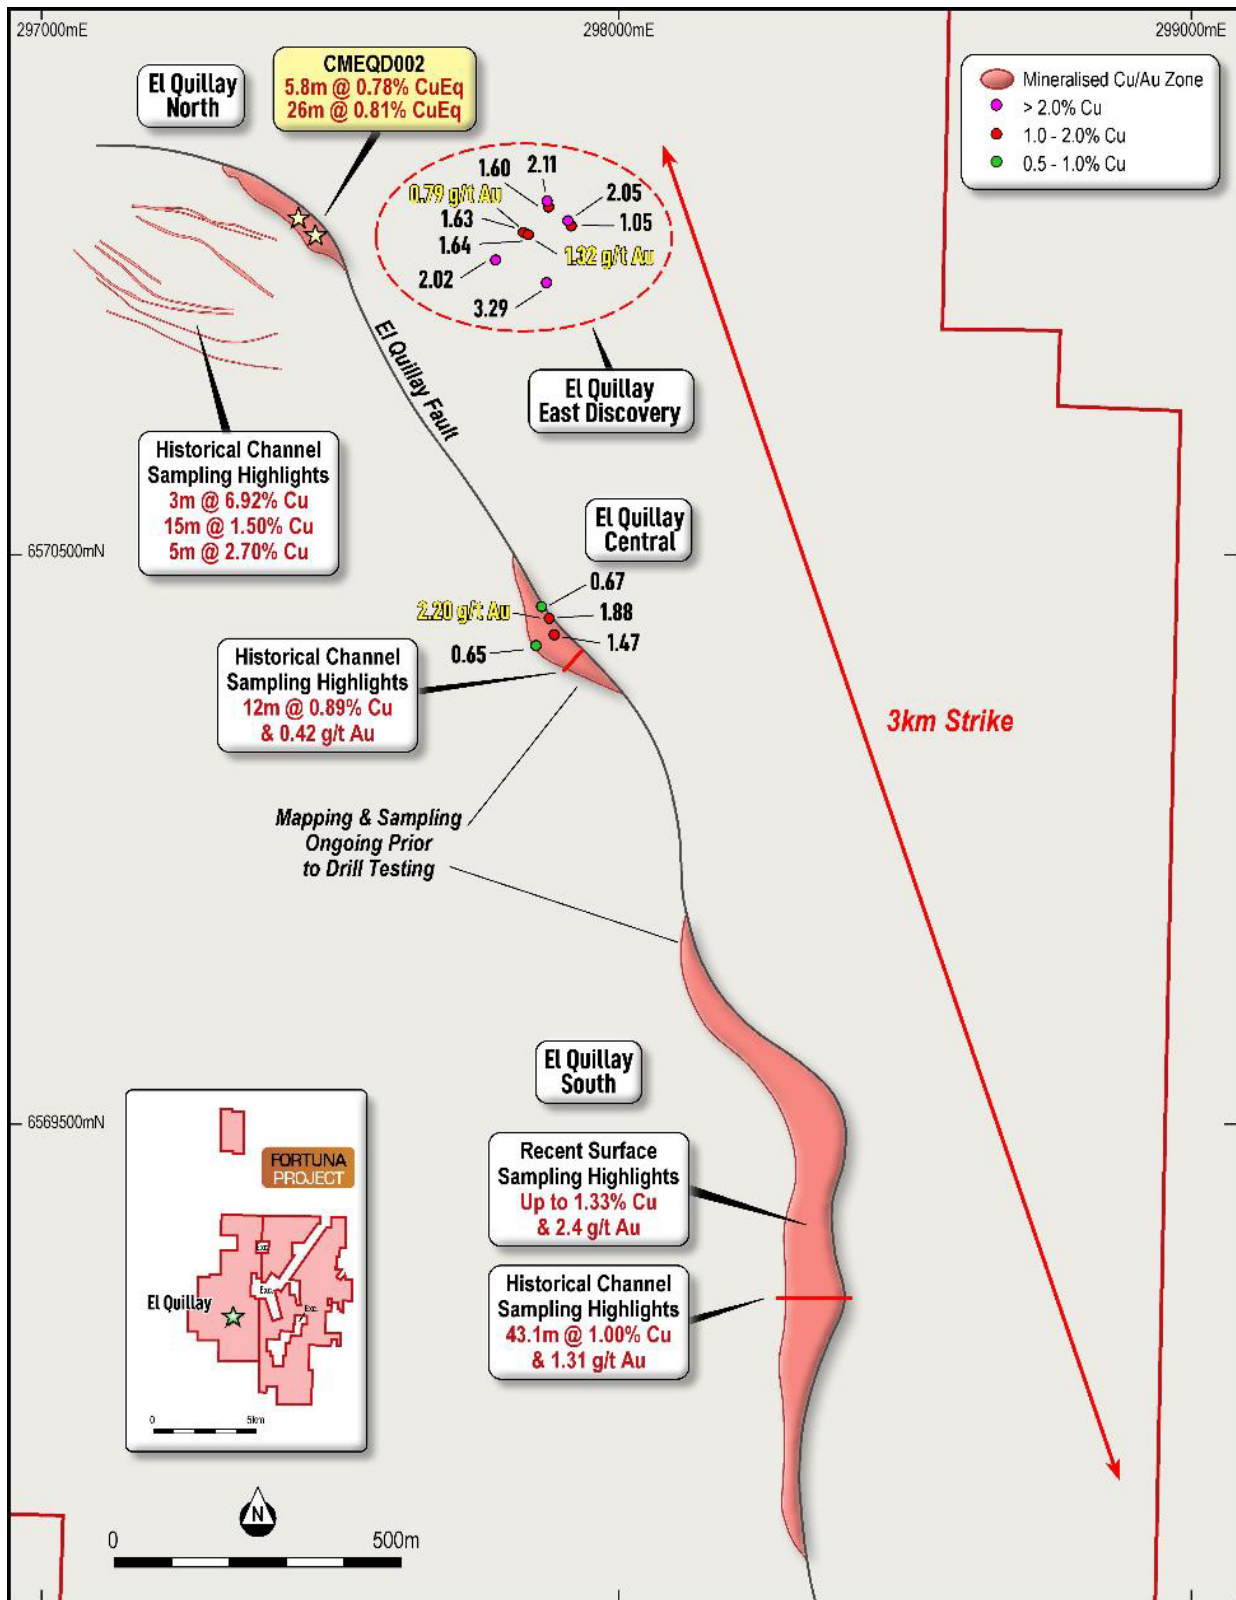 297000mE
298000mE
299000mE
El Quillay
North
CMEQD002
5.8m @ 0.78% CuEq
26m @ 0.81% CuEq
Mineralised Cu/Au Zone
> 2.0% Cu
1.0 - 2.0% Cu
0.5 - 1.0% Cu
1.60
2.11
0.79 g/t Au
2.05
1.63
1.05
1.64
1.32 g/t Au
2.02
3.29
El Quillay Fault
El Quillay
East Discovery
Historical Channel
Sampling Highlights
3m @ 6.92% Cu
15m @ 1.50% Cu
5m @ 2.70% Cu
El Quillay
Central
6570500mN
0.67
2.20 g/t Au
1.88
1.47
0.65
Historical Channel
Sampling Highlights
12m @ 0.89% Cu
& 0.42 g/t Au
3km Strike
Mapping & Sampling
Ongoing Prior
to Drill Testing
El Quillay
South
6569500mN
Recent Surface
Sampling Highlights
Up to 1.33% Cu
& 2.4 g/t Au
Historical Channel
Sampling Highlights
43.1m @ 1.00% Cu
& 1.31 g/t Au
FORTUNA
PROJECT
Exc.
Exc.
Exc.
El Quillay
0 5km
N
0 500m